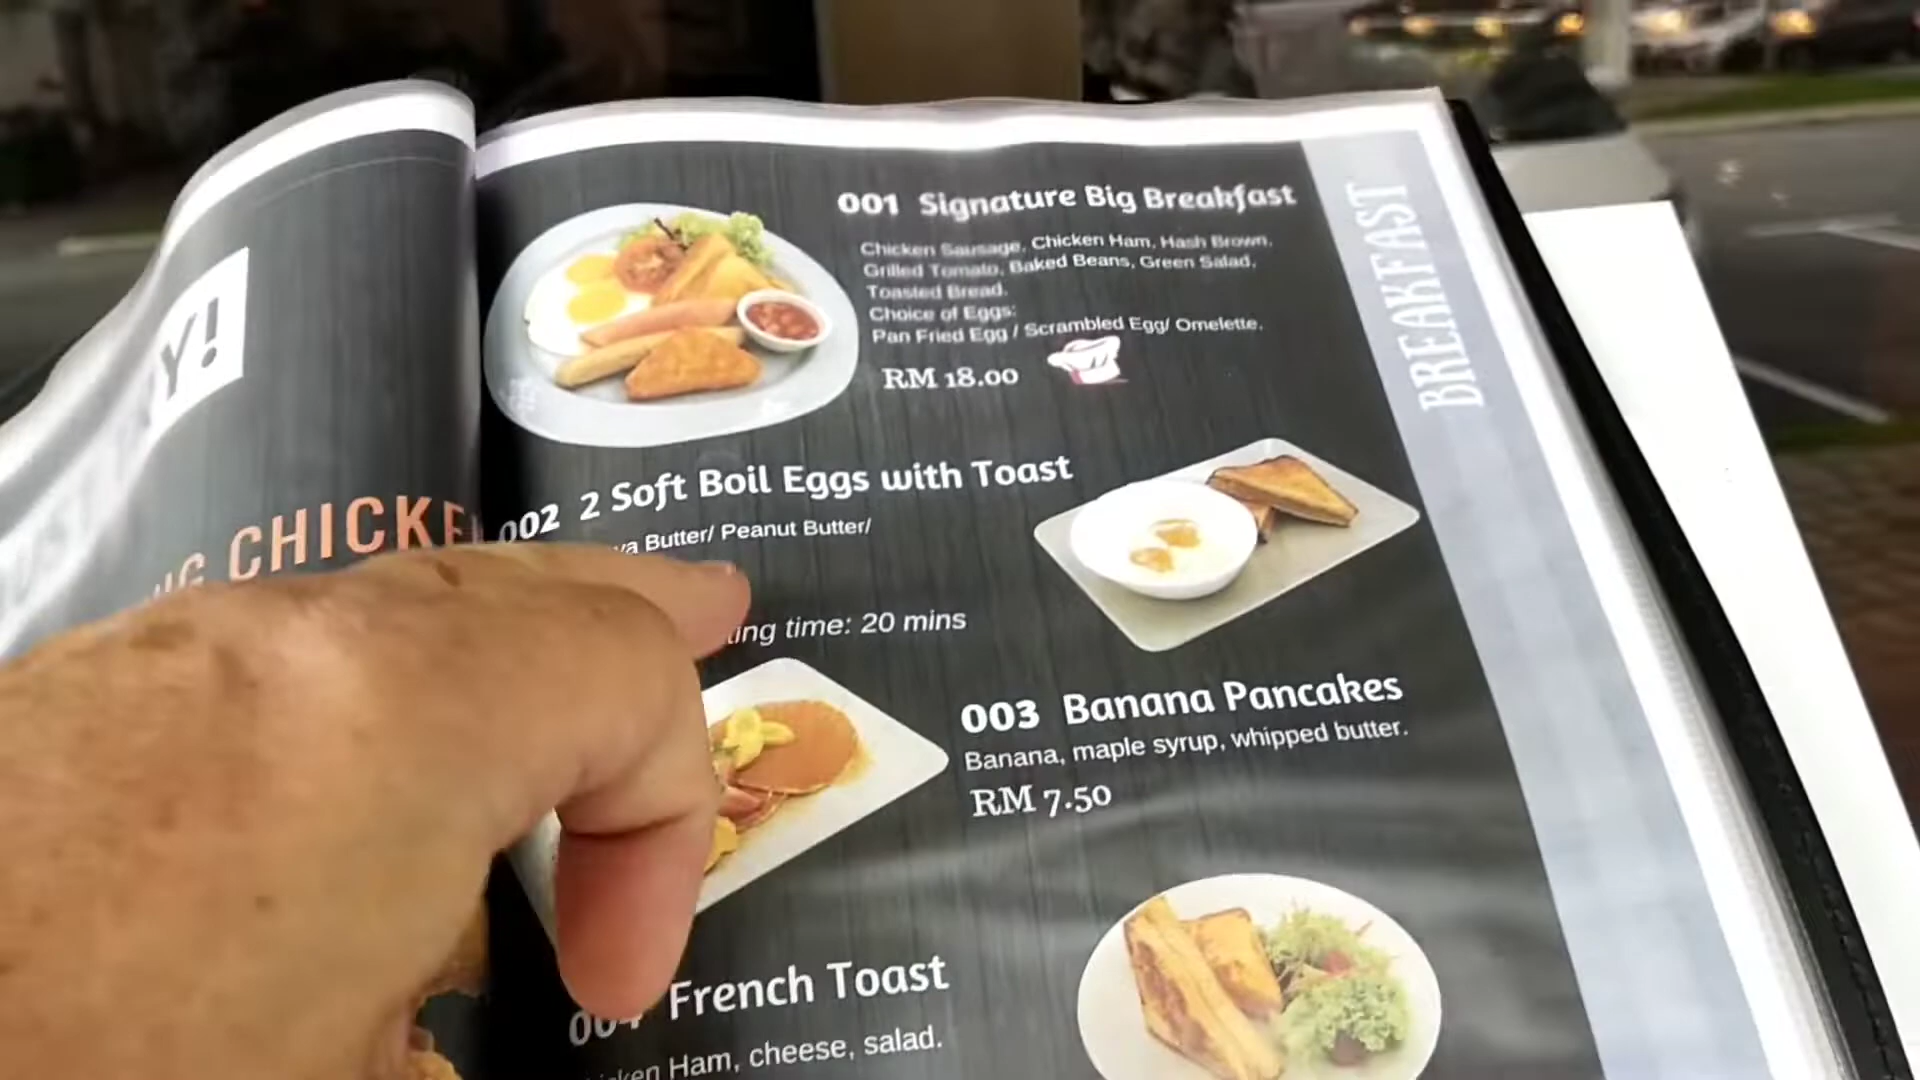 Y!
CHICKE
001 Signature Big Breakfast
Chicken Sausage, Chicken Ham, Hash Brown,
Grilled Tomato, Baked Beans, Green Salad,
Toasted Bread.
Choice of Eggs:
Pan Fried Egg / Scrambled Egg/ Omelette.
RM 18.00
BREAKFAST
002 2 Soft Boil Eggs with Toast
Butter/ Peanut Butter/
time: 20 mins
003 Banana Pancakes
Banana, maple syrup, whipped butter.
RM 7.50
004 French Toast
Ham, cheese, salad.